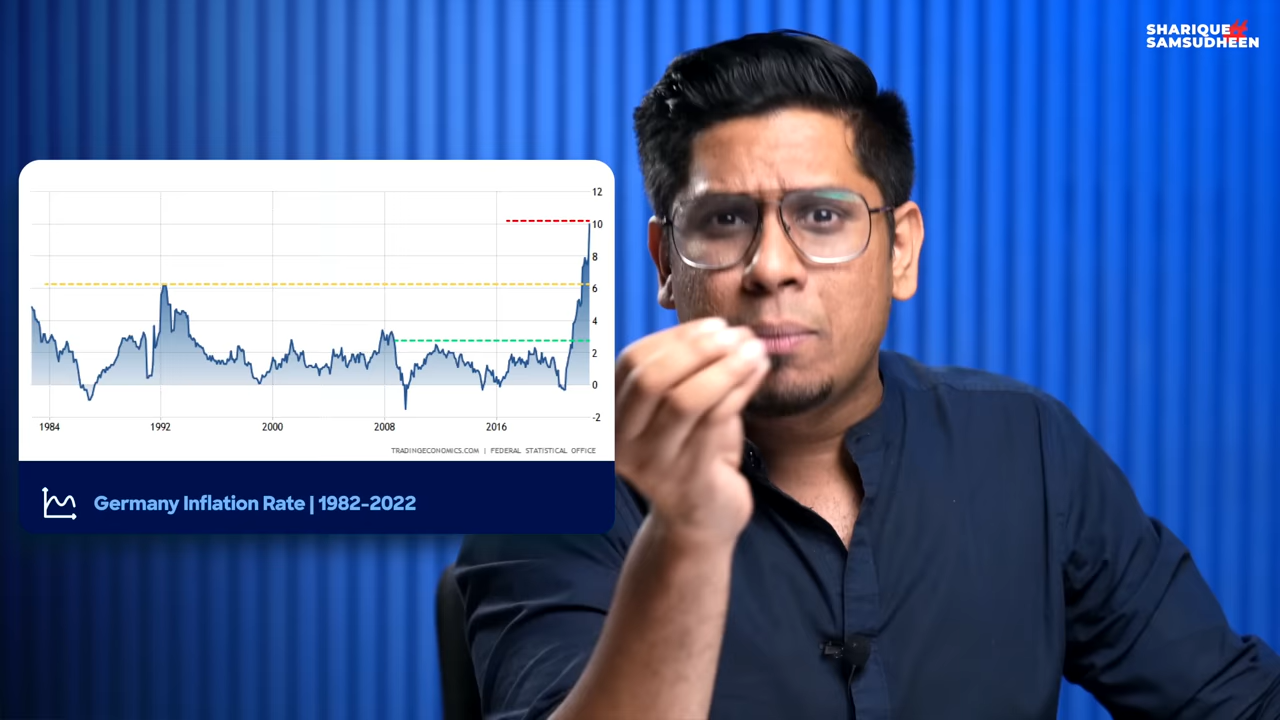 SHARIQUE
SAMSUDHEEN
12
10
8
6
4
2
0
-2
1984 1992 2000 2008 2016
TRADINGECONOMICS.COM | FEDERAL STATISTICAL OFFICE
Germany Inflation Rate | 1982-2022